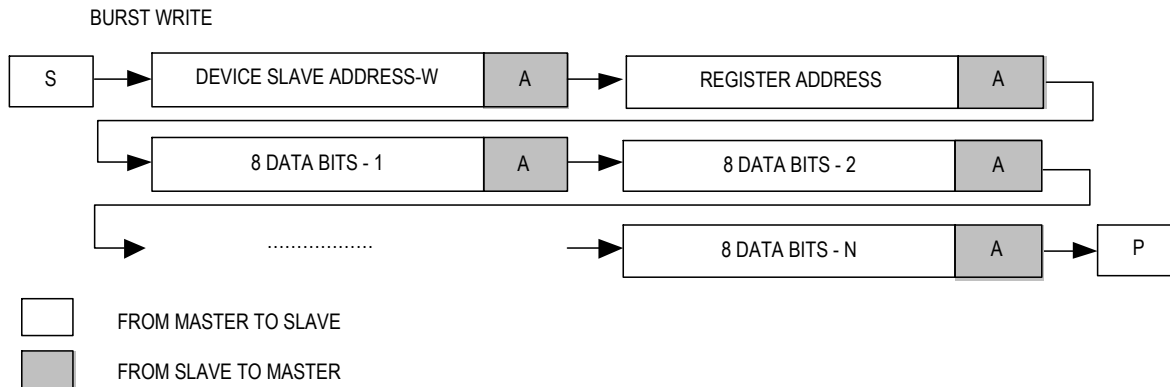 BURST WRITE
S DEVICE SLAVE ADDRESS-W A REGISTER ADDRESS A
8 DATA BITS - 1 A 8 DATA BITS - 2 A
.................. 8 DATA BITS - N A P
FROM MASTER TO SLAVE
FROM SLAVE TO MASTER